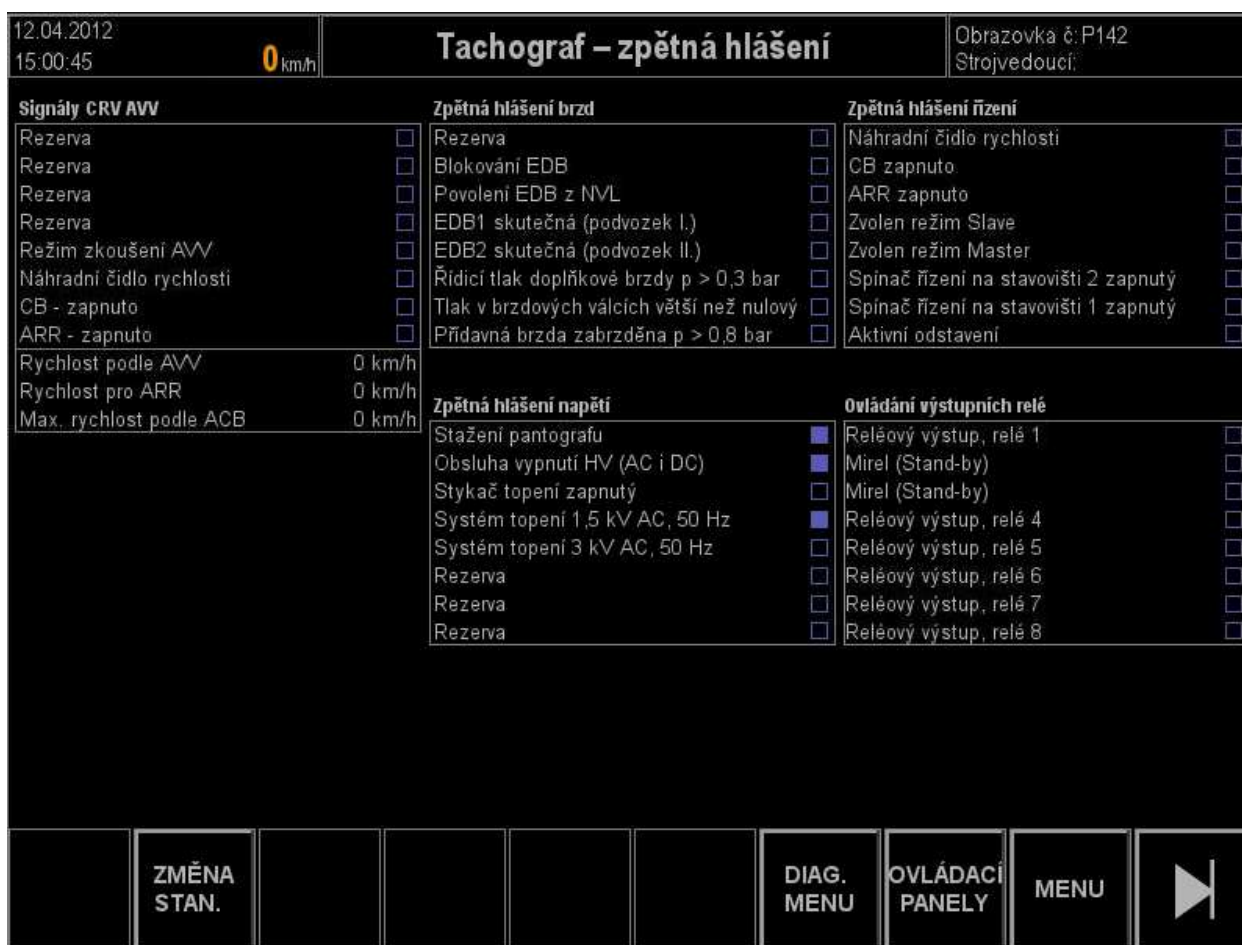 12.04.2012
15:00:45
0 km/h
Tachograf – zpětná hlášení
Obrazovka č:P142
Strojvedoucí:
Signály CRV AVV
Rezerva
Rezerva
Rezerva
Rezerva
Režim zkoušení AVV
Náhradní čidlo rychlosti
CB - zapnuto
ARR - zapnuto
Rychlost podle AVV 0 km/h
Rychlost pro ARR 0 km/h
Max. rychlost podle ACB 0 km/h
Zpětná hlášení brzd
Rezerva
Blokování EDB
Povolení EDB z NVL
EDB1 skutečná (podvozek I.)
EDB2 skutečná (podvozek II.)
Řídicí tlak doplňkové brzdy p > 0,3 bar
Tlak v brzdových válcích větší než nulový
Přídavná brzda zabrzděna p > 0,8 bar
Zpětná hlášení řízení
Náhradní čidlo rychlosti
CB zapnuto
ARR zapnuto
Zvolen režim Slave
Zvolen režim Master
Spínač řízení na stavovišti 2 zapnutý
Spínač řízení na stavovišti 1 zapnutý
Aktivní odstavení
Zpětná hlášení napětí
Stažení pantografu
Obsluha vypnutí HV (AC i DC)
Stykač topení zapnutý
Systém topení 1,5 kV AC, 50 Hz
Systém topení 3 kV AC, 50 Hz
Rezerva
Rezerva
Rezerva
Ovládání výstupních relé
Reléový výstup, relé 1
Mirel (Stand-by)
Mirel (Stand-by)
Reléový výstup, relé 4
Reléový výstup, relé 5
Reléový výstup, relé 6
Reléový výstup, relé 7
Reléový výstup, relé 8
ZMĚNA
STAN.
DIAG.
MENU
OVLÁDACÍ
PANELY
MENU